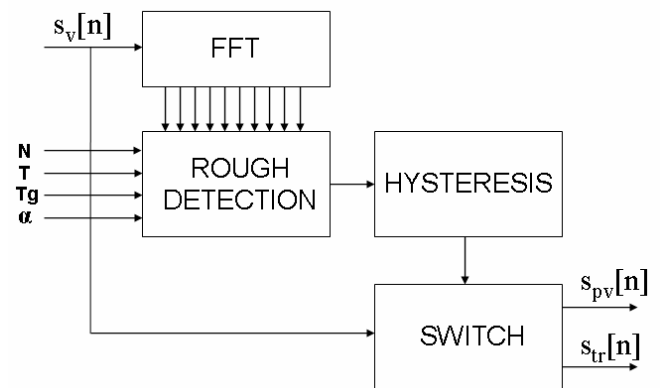 s_v[n]
FFT
N
T
Tg
α
ROUGH
DETECTION
HYSTERESIS
SWITCH
s_pv[n]
s_tr[n]